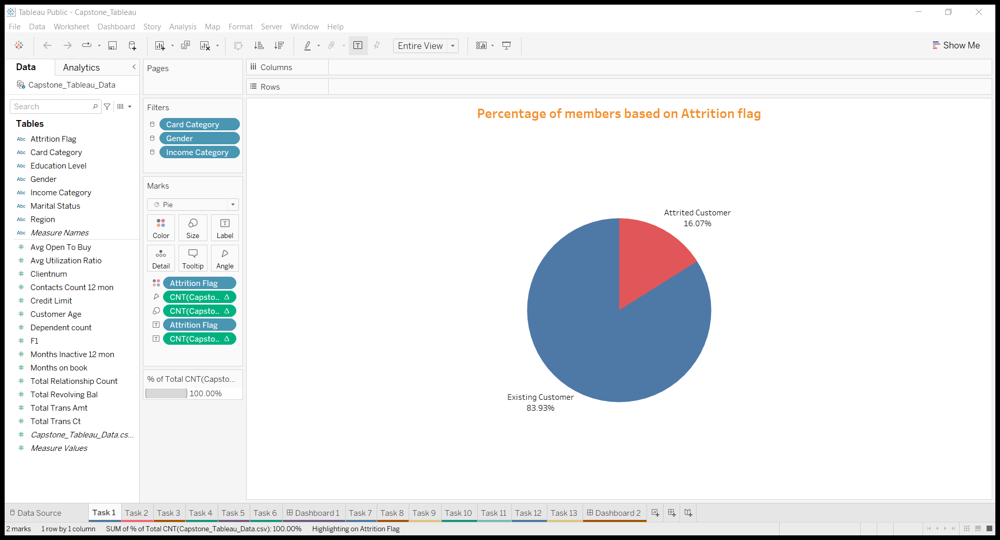 Tableau Public - Capstone_Tableau
File Data Worksheet Dashboard Story Analysis Map Format Server Window Help
Entire View
Show Me
Data Analytics
Capstone_Tableau_Data
Search
Tables
Abc Attrition Flag
Abc Card Category
Abc Education Level
Abc Gender
Abc Income Category
Abc Marital Status
Abc Region
Abc Measure Names
# Avg Open To Buy
# Avg Utilization Ratio
# Clientnum
# Contacts Count 12 mon
# Credit Limit
# Customer Age
# Dependent count
# F1
# Months Inactive 12 mon
# Months on book
# Total Relationship Count
# Total Revolving Bal
# Total Trans Amt
# Total Trans Ct
# Capstone_Tableau_Data.cs...
# Measure Values
Pages
Filters
Card Category
Gender
Income Category
Marks
Pie
Color Size Label
Detail Tooltip Angle
Attrition Flag
CNT(Capsto.. Δ
CNT(Capsto.. Δ
Attrition Flag
CNT(Capsto.. Δ
% of Total CNT(Capsto...
100.00%
Columns
Rows
Percentage of members based on Attrition flag
Attrited Customer
16.07%
Existing Customer
83.93%
Data Source Task 1 Task 2 Task 3 Task 4 Task 5 Task 6 Dashboard 1 Task 7 Task 8 Task 9 Task 10 Task 11 Task 12 Task 13 Dashboard 2
2 marks 1 row by 1 column SUM of % of Total CNT(Capstone_Tableau_Data.csv): 100.00% Highlighting on Attrition Flag